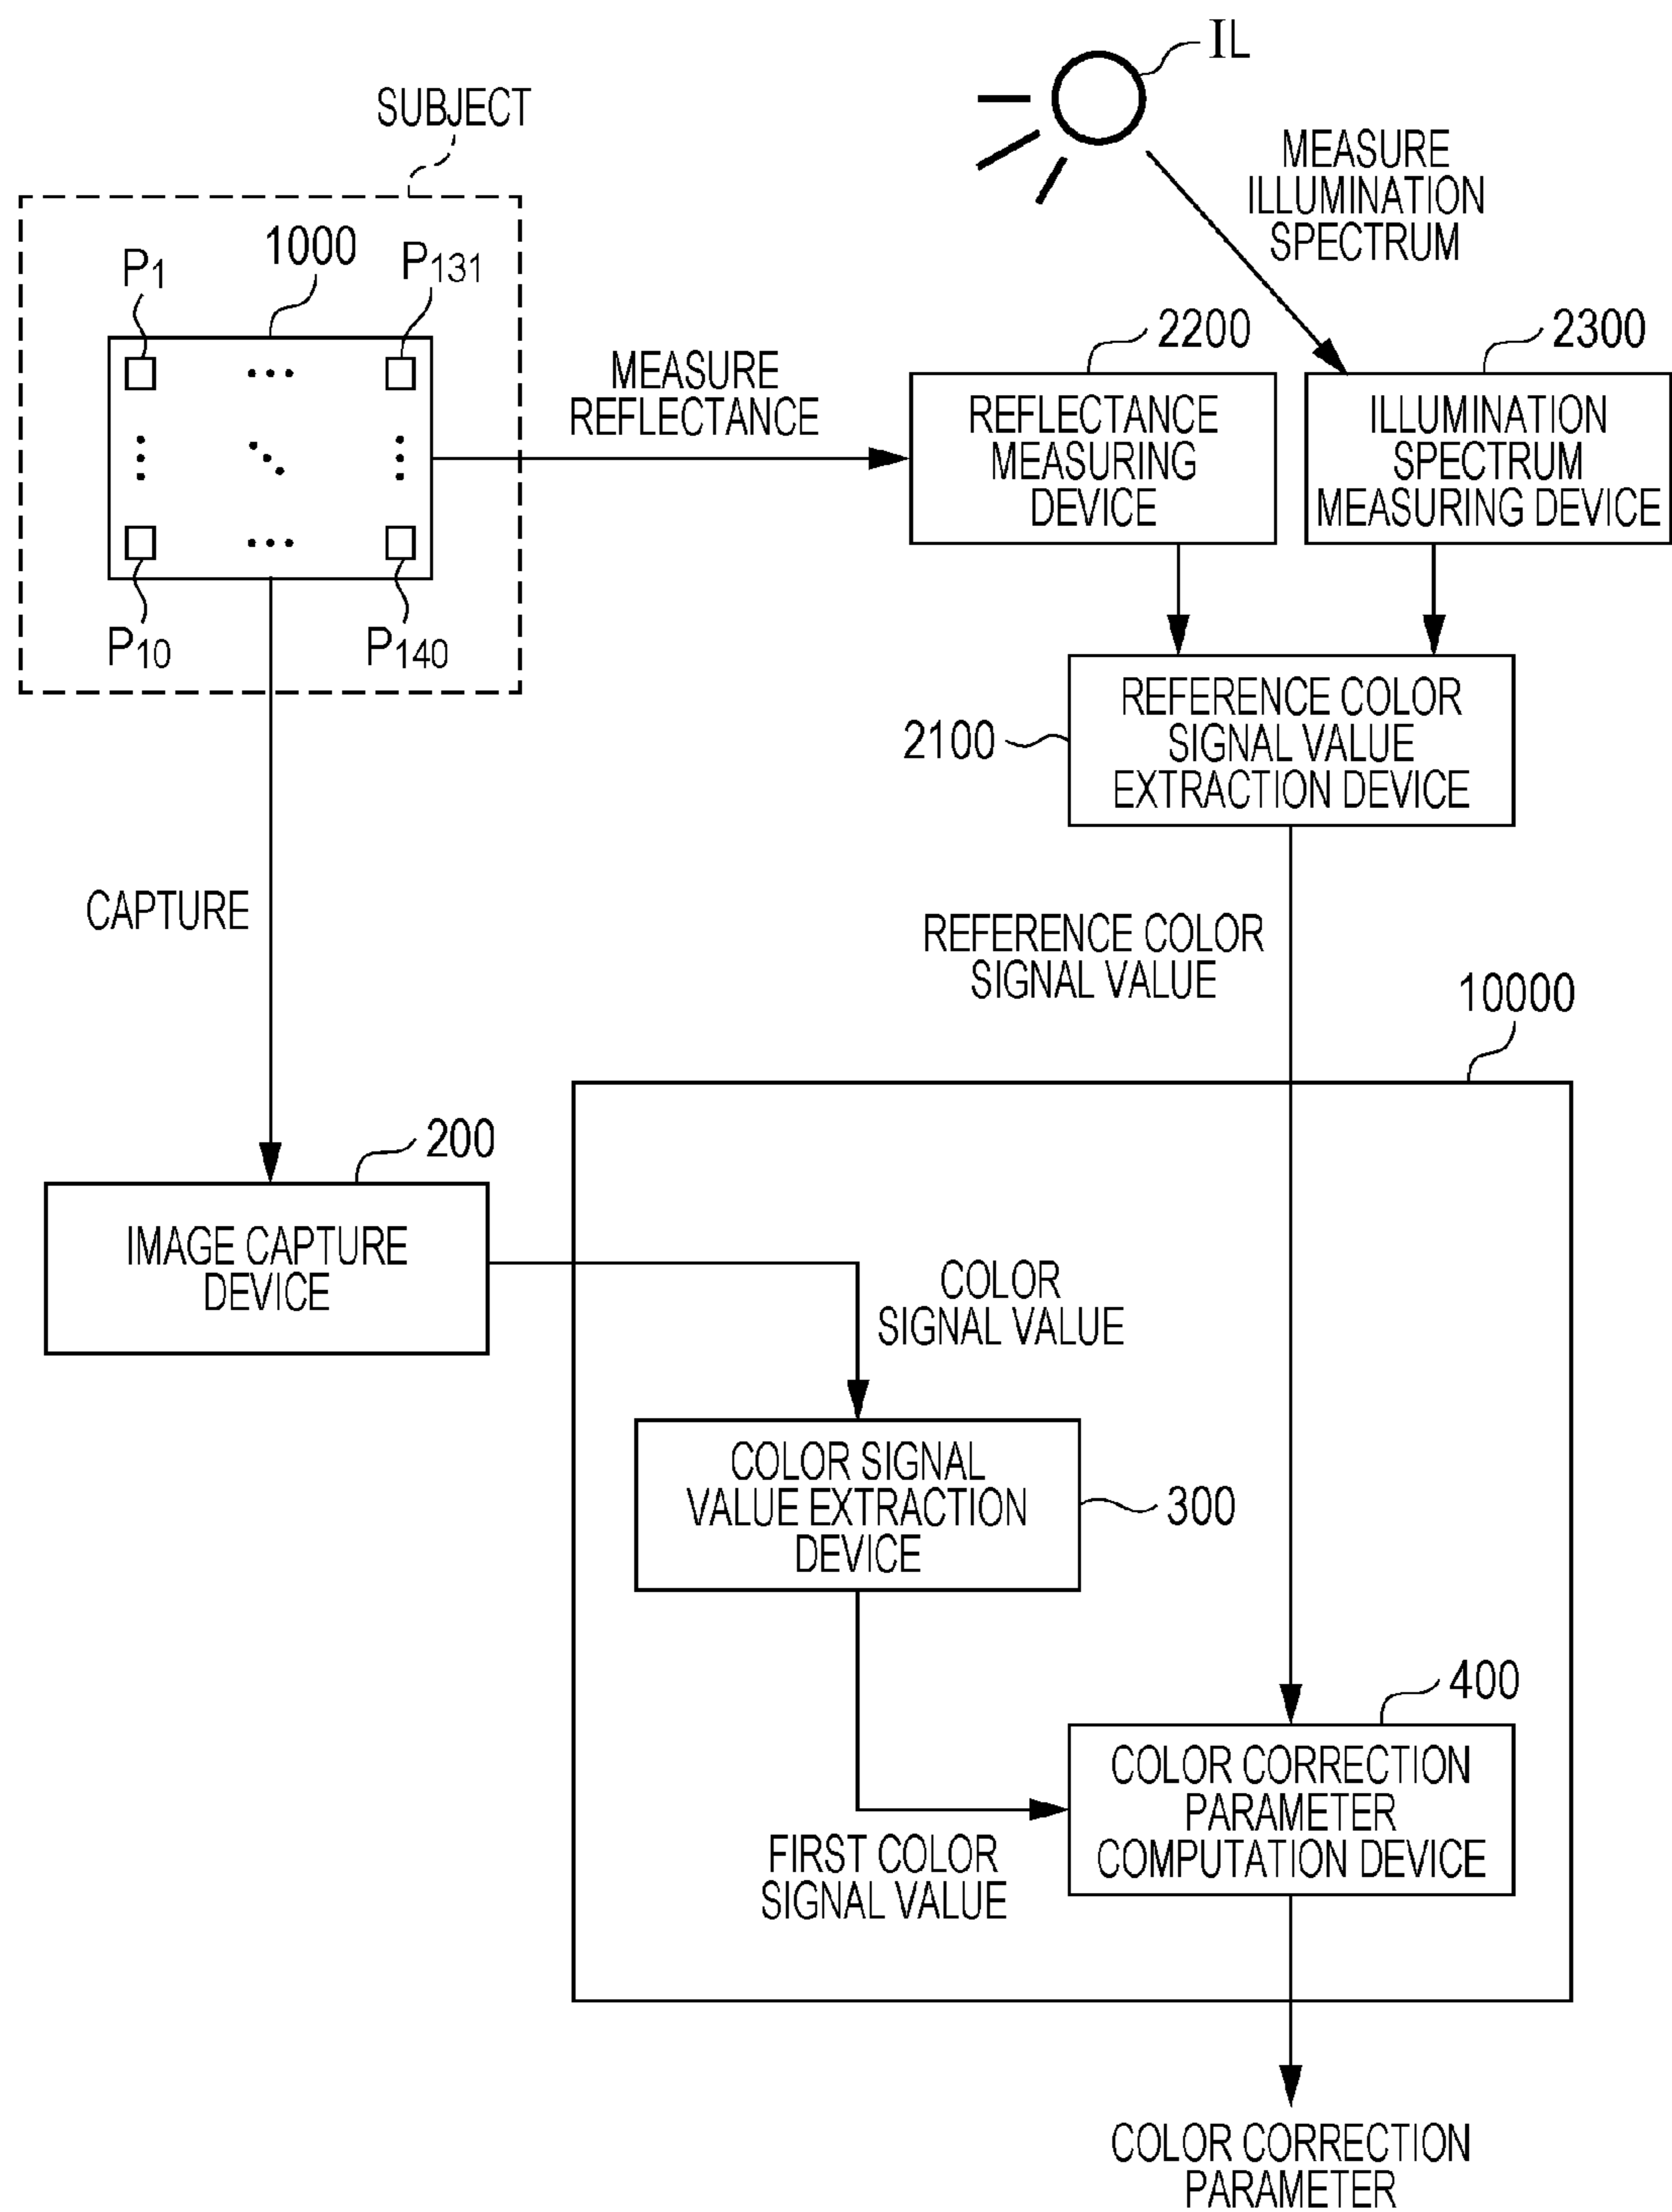 IL
SUBJECT
MEASURE
ILLUMINATION
SPECTRUM
P1
1000
P131
2200
2300
MEASURE
REFLECTANCE
REFLECTANCE
MEASURING
DEVICE
ILLUMINATION
SPECTRUM
MEASURING DEVICE
P10
P140
2100
REFERENCE COLOR
SIGNAL VALUE
EXTRACTION DEVICE
CAPTURE
REFERENCE COLOR
SIGNAL VALUE
10000
200
IMAGE CAPTURE
DEVICE
COLOR
SIGNAL VALUE
COLOR SIGNAL
VALUE EXTRACTION
DEVICE
300
400
COLOR CORRECTION
PARAMETER
COMPUTATION DEVICE
FIRST COLOR
SIGNAL VALUE
COLOR CORRECTION
PARAMETER